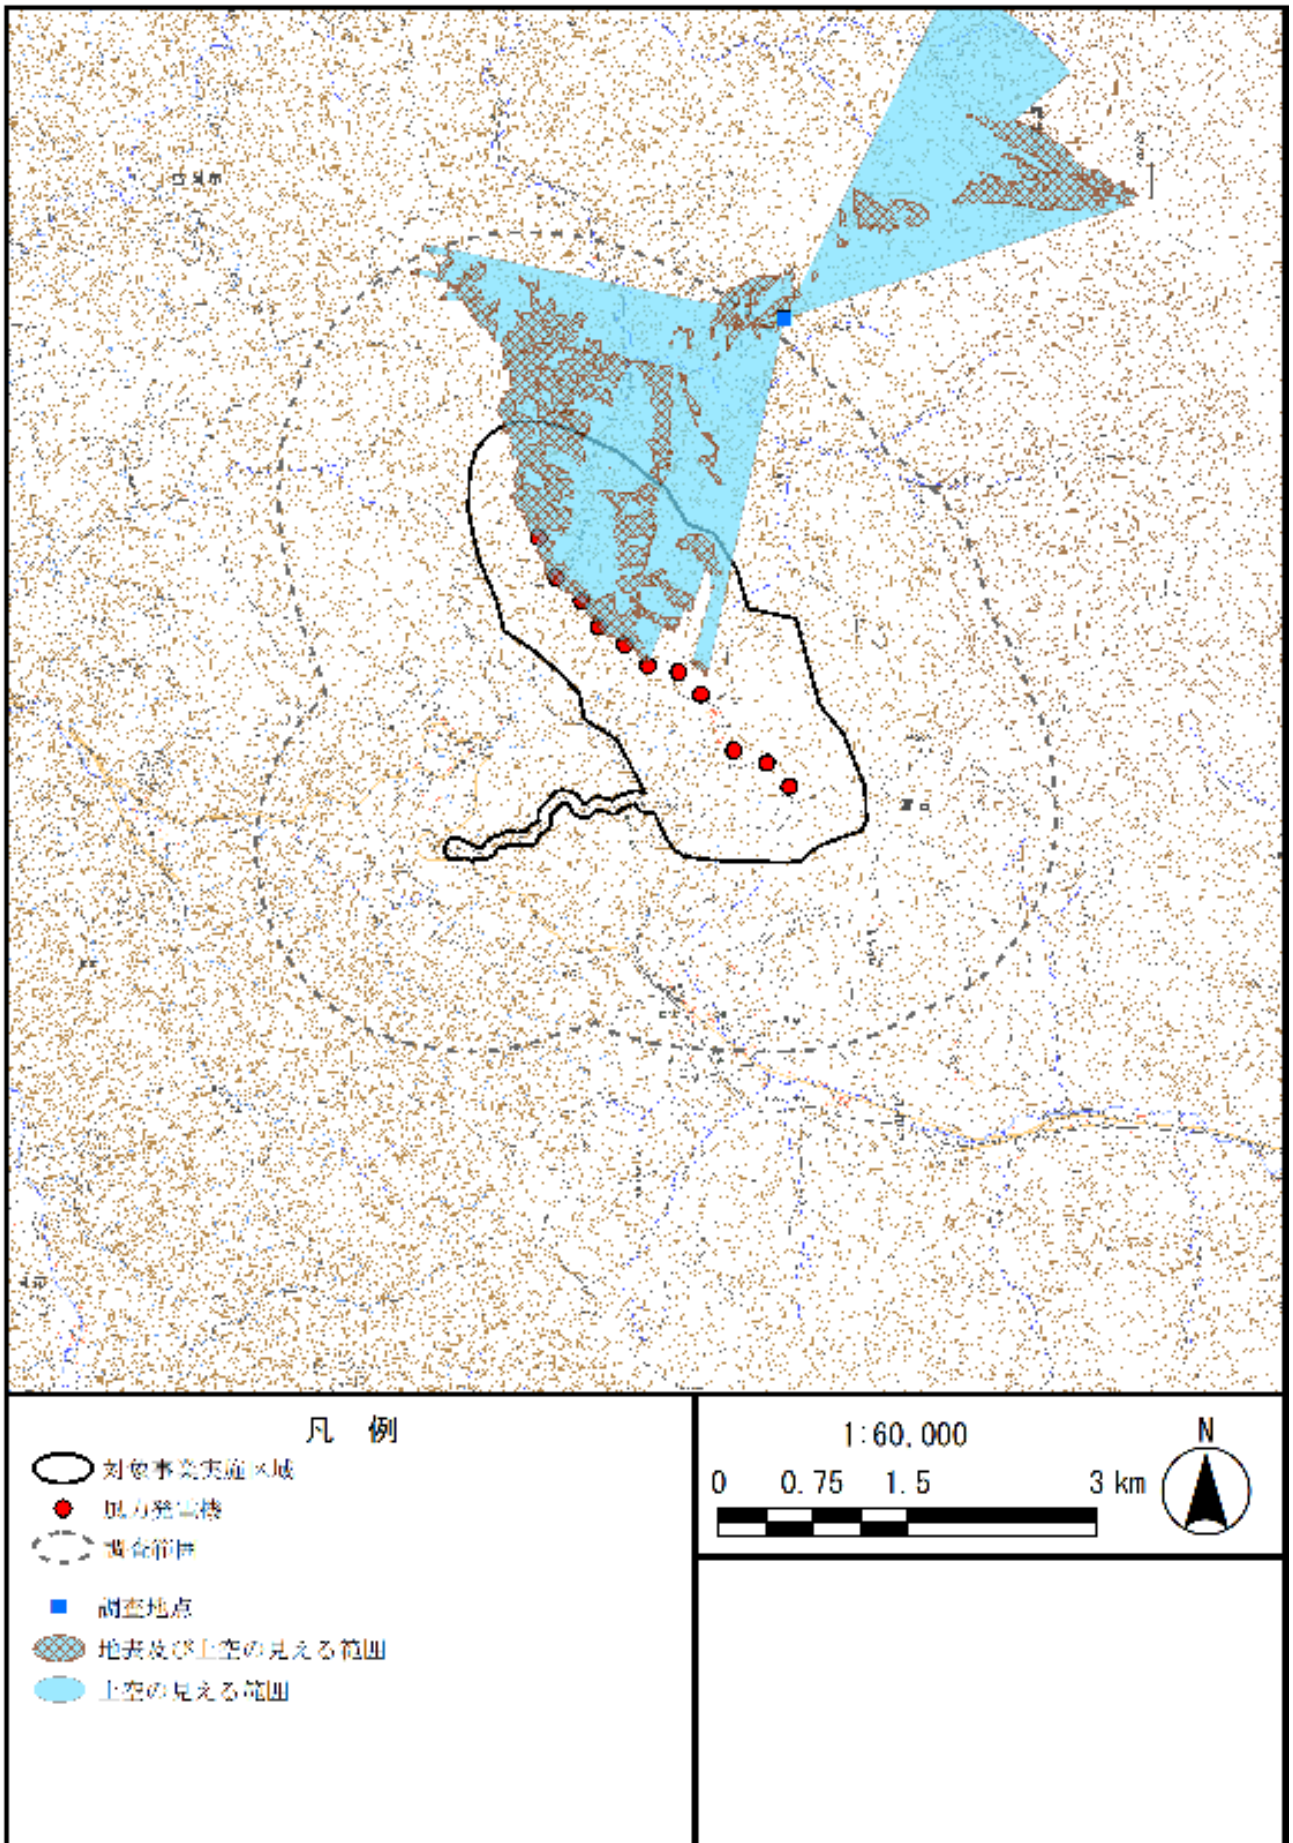 凡 例
対象事業実施区域
風力発電機
調査範囲
調査地点
地表及び上空の見える範囲
上空の見える範囲
1:60,000
0 0.75 1.5 3 km
N